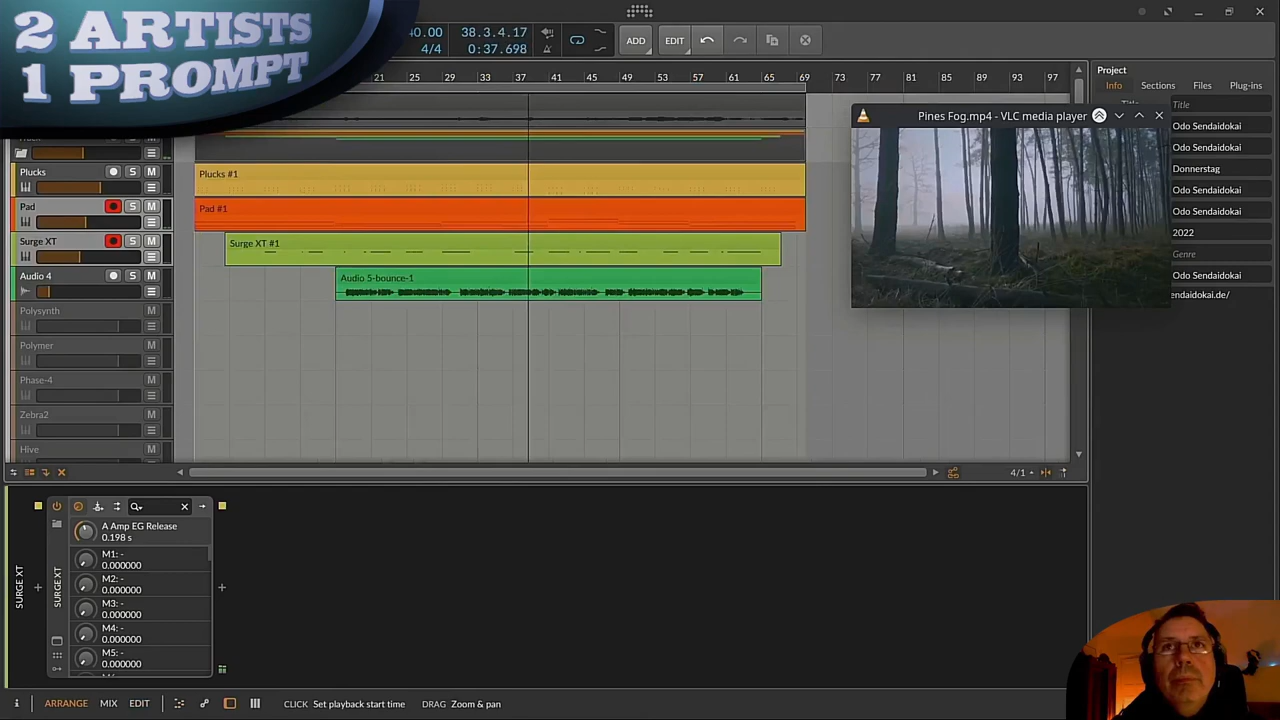 2 ARTISTS
1 PROMPT
40.00
4/4
38.3.4.17
0:37.698
ADD
EDIT
21 25 29 33 37 41 45 49 53 57 61 65 69 73 77 81 85 89 93 97
Project
Info Sections Files Plug-ins
Title
Pines Fog.mp4 - VLC media player
Odo Sendaidokai
Odo Sendaidokai
Donnerstag
Odo Sendaidokai
Odo Sendaidokai
2022
Genre
Odo Sendaidokai
endaidokai.de/
M
Plucks S M
Plucks #1
Pad S M
Pad #1
Surge XT S M
Surge XT #1
Audio 4 S M
Audio 5-bounce-1
Polysynth M
Polymer M
Phase-4 M
Zebra2 M
Hive M
4/1
SURGE XT
SURGE XT
A Amp EG Release
0.198 s
M1: -
0.000000
M2: -
0.000000
M3: -
0.000000
M4: -
0.000000
M5: -
0.000000
ARRANGE MIX EDIT CLICK Set playback start time DRAG Zoom & pan